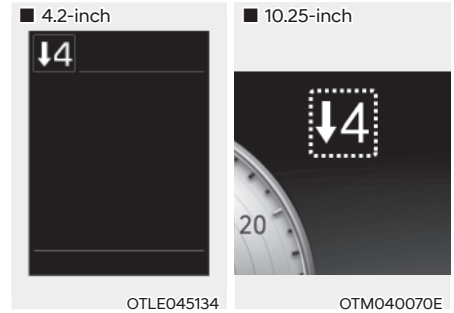 ■ 4.2-inch
↓4
OTLE045134
■ 10.25-inch
↓4
20
OTM040070E